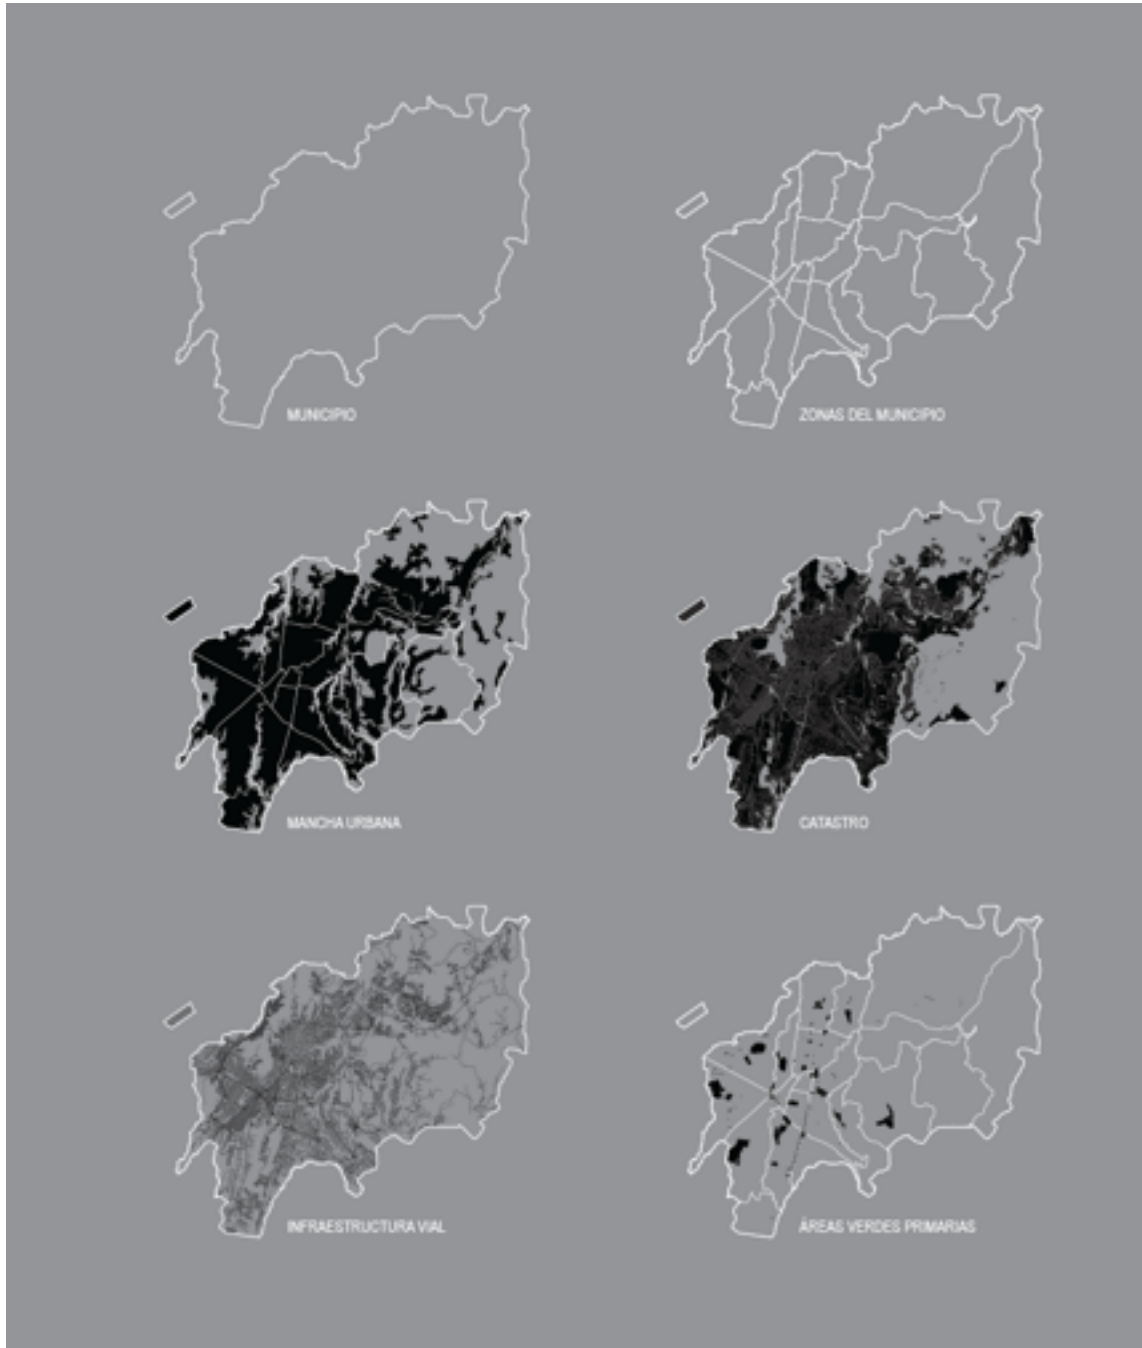 MUNICIPIO
ZONAS DEL MUNICIPIO
MANCHA URBANA
CATASTRO
INFRAESTRUCTURA VIAL
ÁREAS VERDES PRIMARIAS